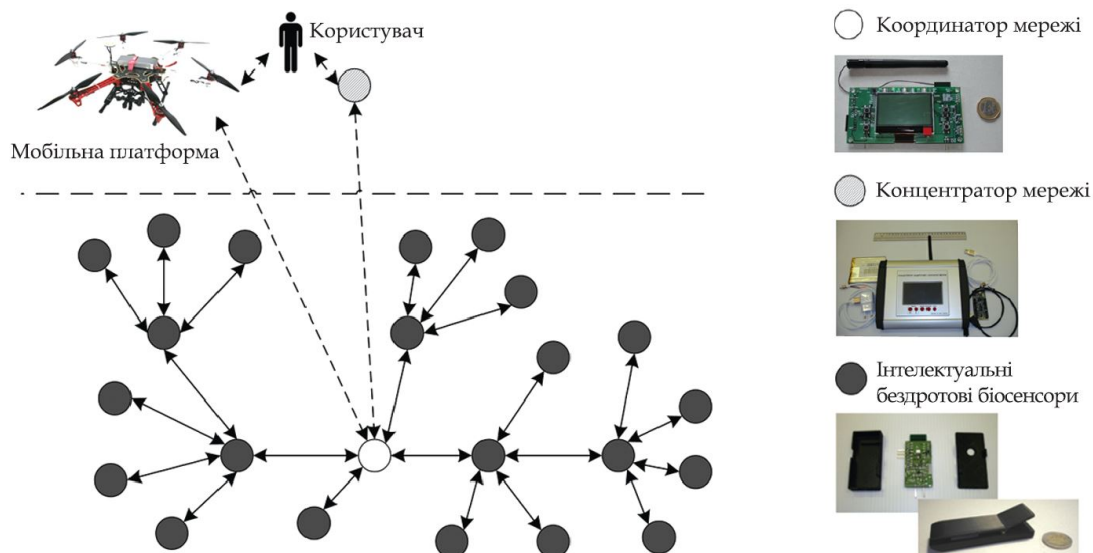 Користувач
Мобільна платформа
Координатор мережі
Концентратор мережі
Інтелектуальні
бездротові біосенсори